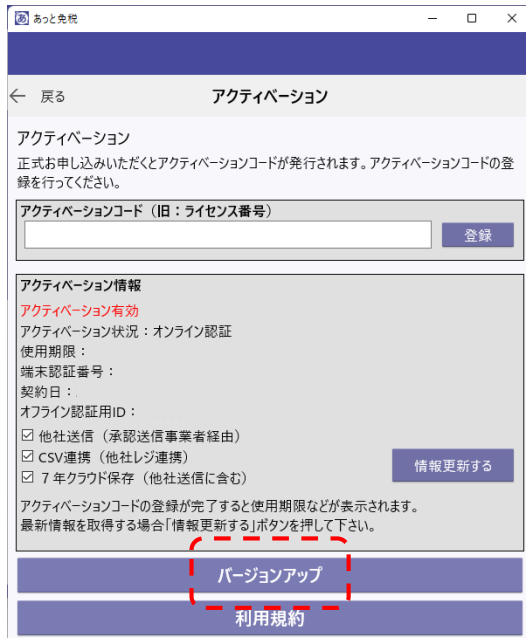 あ あっと免税
← 戻る
アクティベーション
アクティベーション
正式お申し込みいただくとアクティベーションコードが発行されます。アクティベーションコードの登
録を行ってください。
アクティベーションコード（旧：ライセンス番号）
登録
アクティベーション情報
アクティベーション有効
アクティベーション状況：オンライン認証
使用期限：
端末認証番号：
契約日：
オフライン認証用ID：
他社送信（承認送信事業者経由）
CSV連携（他社レジ連携）
７年クラウド保存（他社送信に含む）
情報更新する
アクティベーションコードの登録が完了すると使用期限などが表示されます。
最新情報を取得する場合「情報更新する」ボタンを押して下さい。
バージョンアップ
利用規約